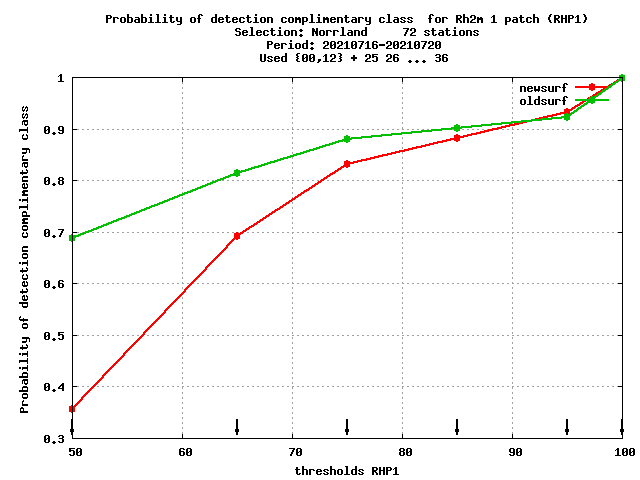 Probability of detection complimentary class  for Rh2m 1 patch (RHP1)
Selection: Norrland     72 stations
Period: 20210716-20210720
Used {00,12} + 25 26 ... 36
newsurf
oldsurf
1
0.9
0.8
0.7
0.6
0.5
0.4
0.3
Probability of detection complimentary class
50 60 70 80 90 100
thresholds RHP1